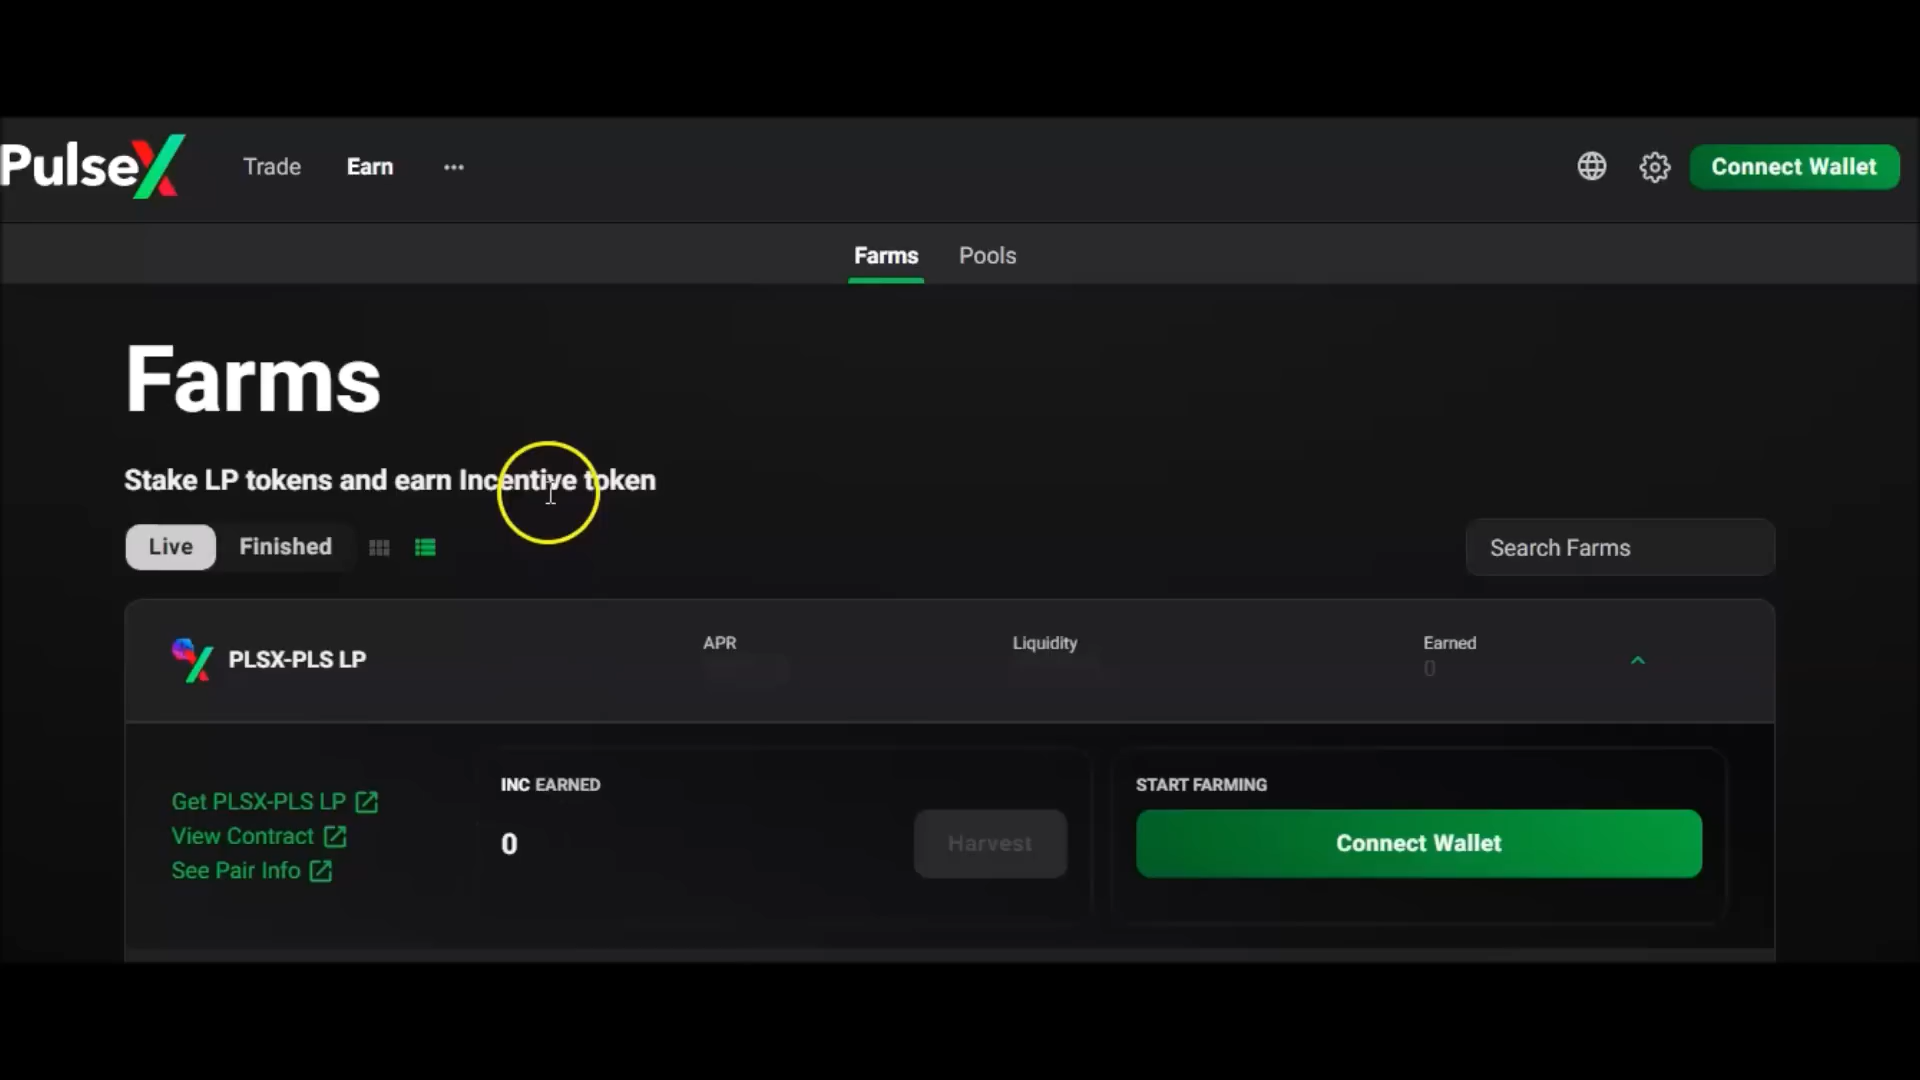 PulseX Trade Earn ··· Connect Wallet
Farms Pools
Farms
Stake LP tokens and earn Incentive token
Live Finished Search Farms
PLSX-PLS LP APR Liquidity Earned
0
Get PLSX-PLS LP
View Contract
See Pair Info
INC EARNED
0 Harvest
START FARMING
Connect Wallet